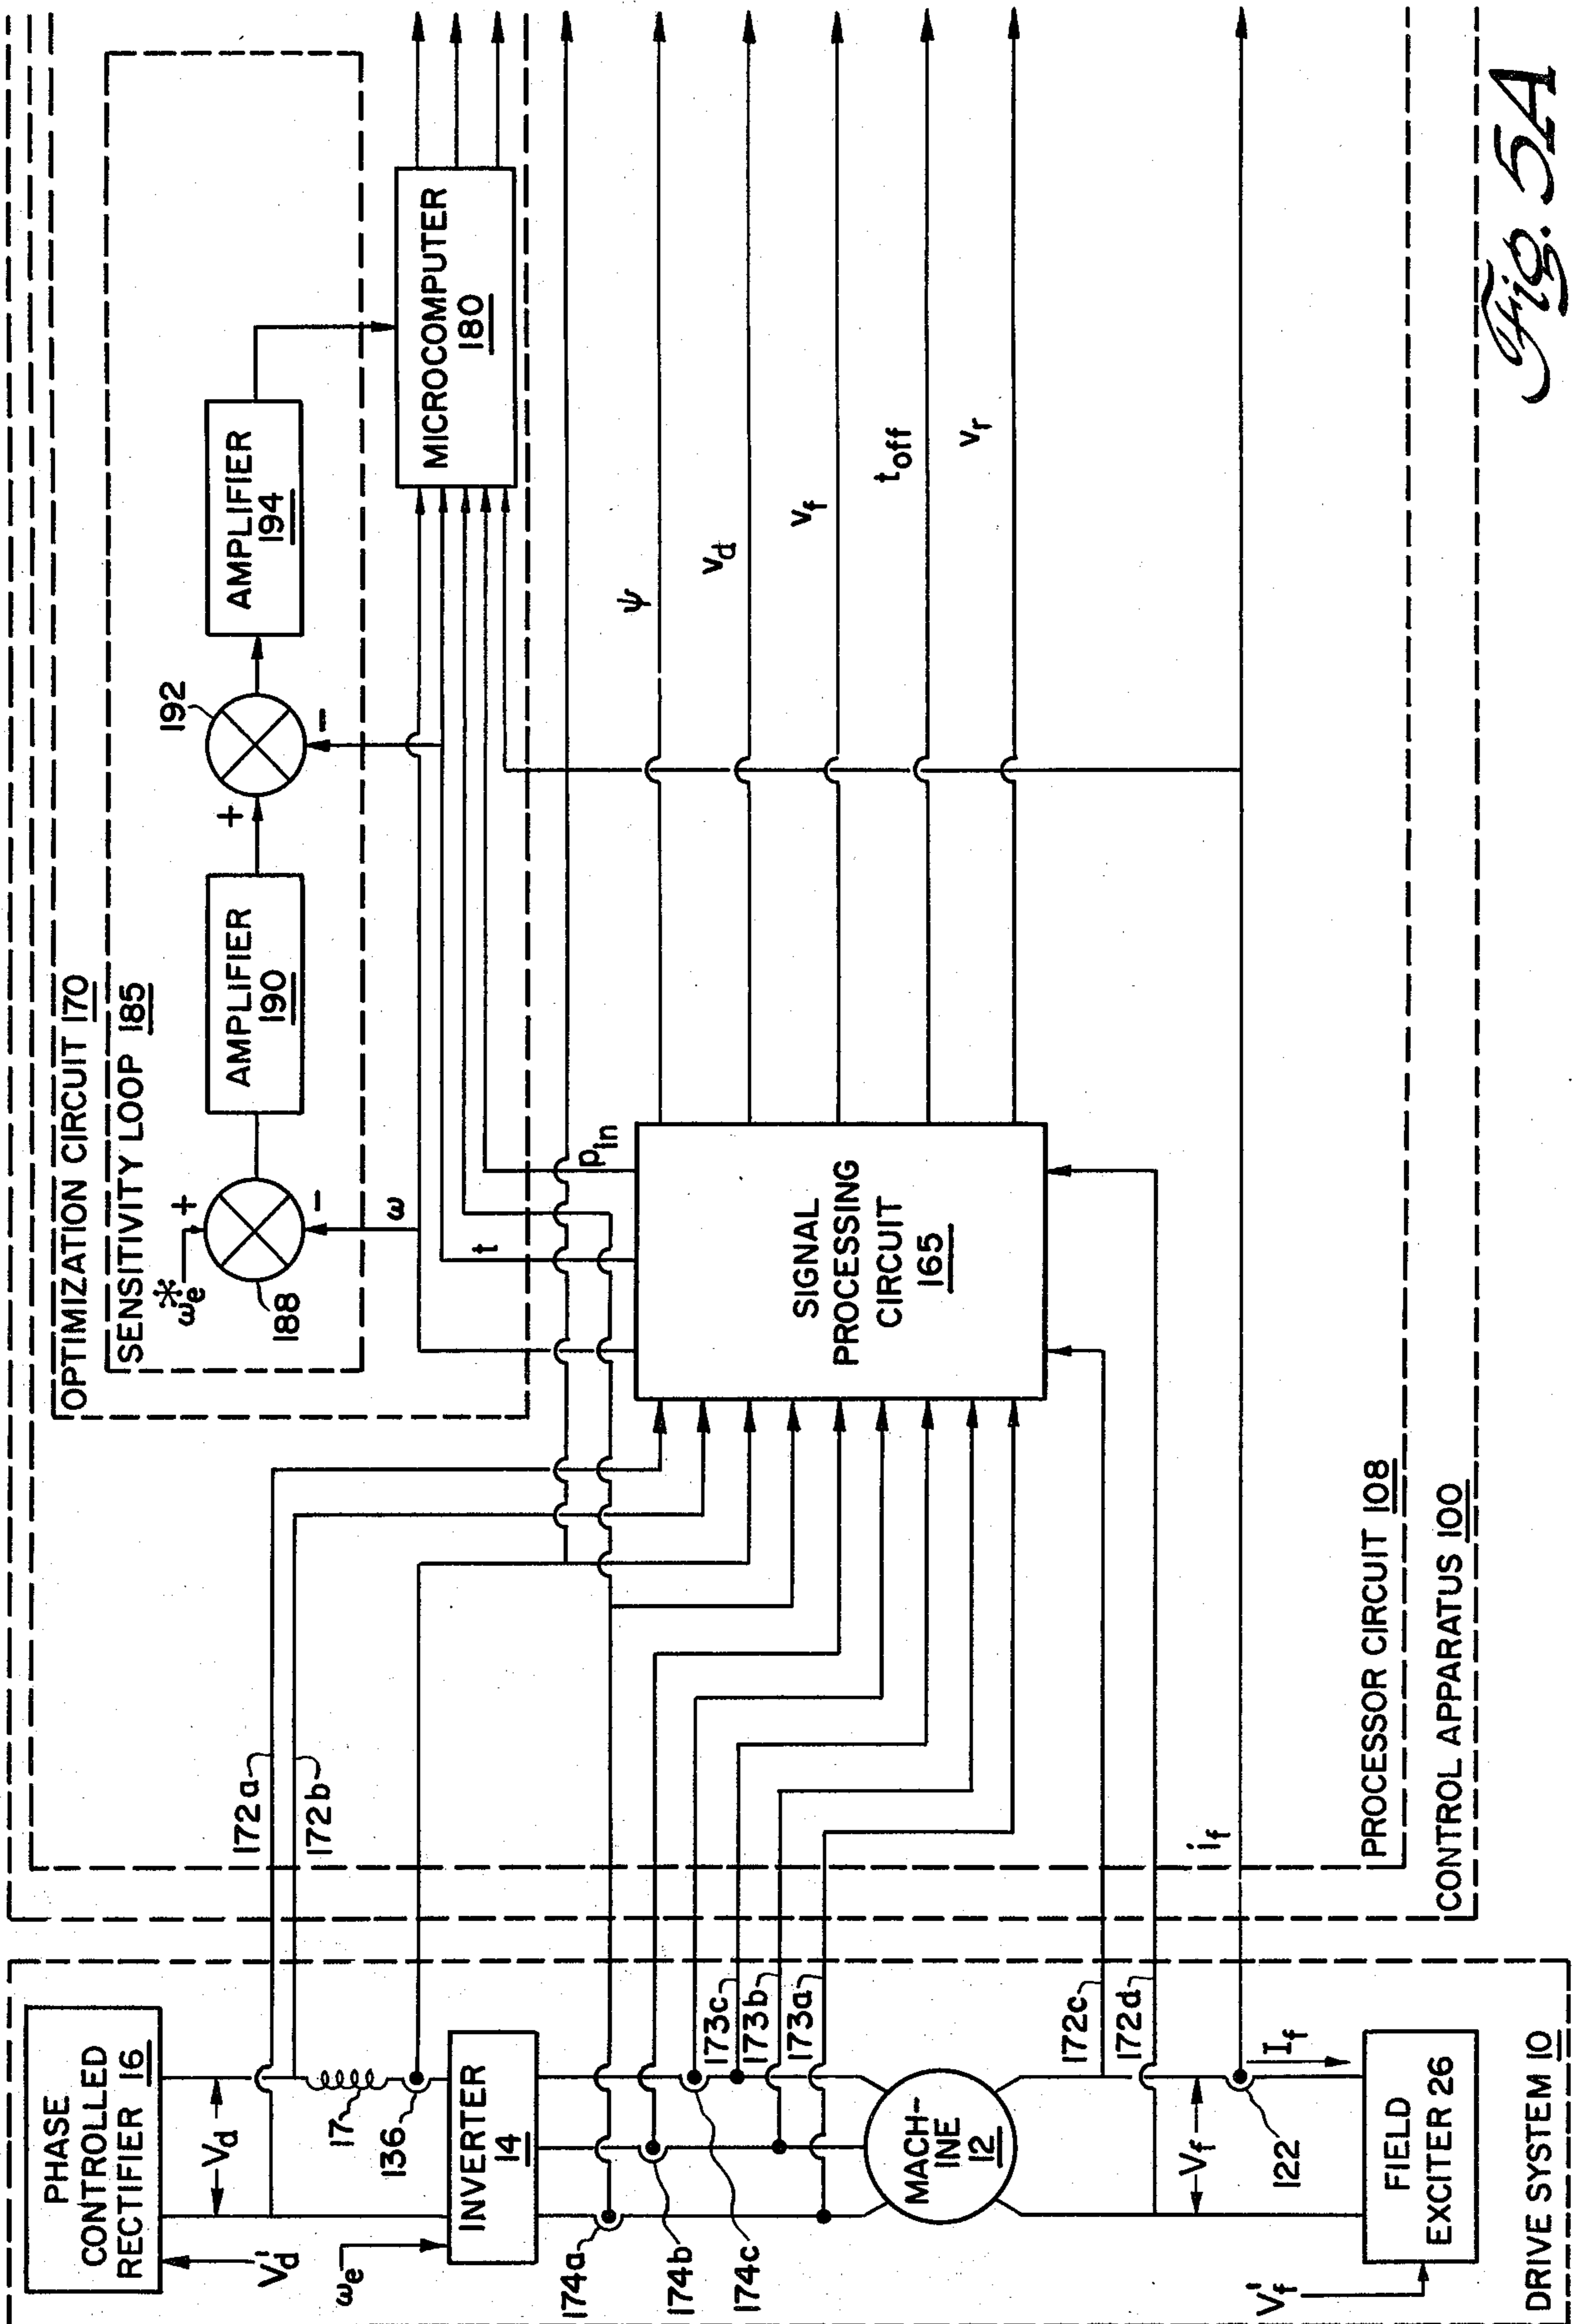 PHASE
CONTROLLED
RECTIFIER 16
V'd
Vd
17
136
ωe
INVERTER
14
174a
174b
174c
173c
173b
173a
MACH-
INE
12
172c
172d
Vf
If
122
V'f
FIELD
EXCITER 26
DRIVE SYSTEM 10
172a
172b
if
PROCESSOR CIRCUIT 108
CONTROL APPARATUS 100
OPTIMIZATION CIRCUIT 170
SENSITIVITY LOOP 185
ωe*
+
-
188
AMPLIFIER
190
+
-
192
AMPLIFIER
194
MICROCOMPUTER
180
ω
t
Pin
SIGNAL
PROCESSING
CIRCUIT
165
ψ
vd
vf
toff
vr
Fig. 5A